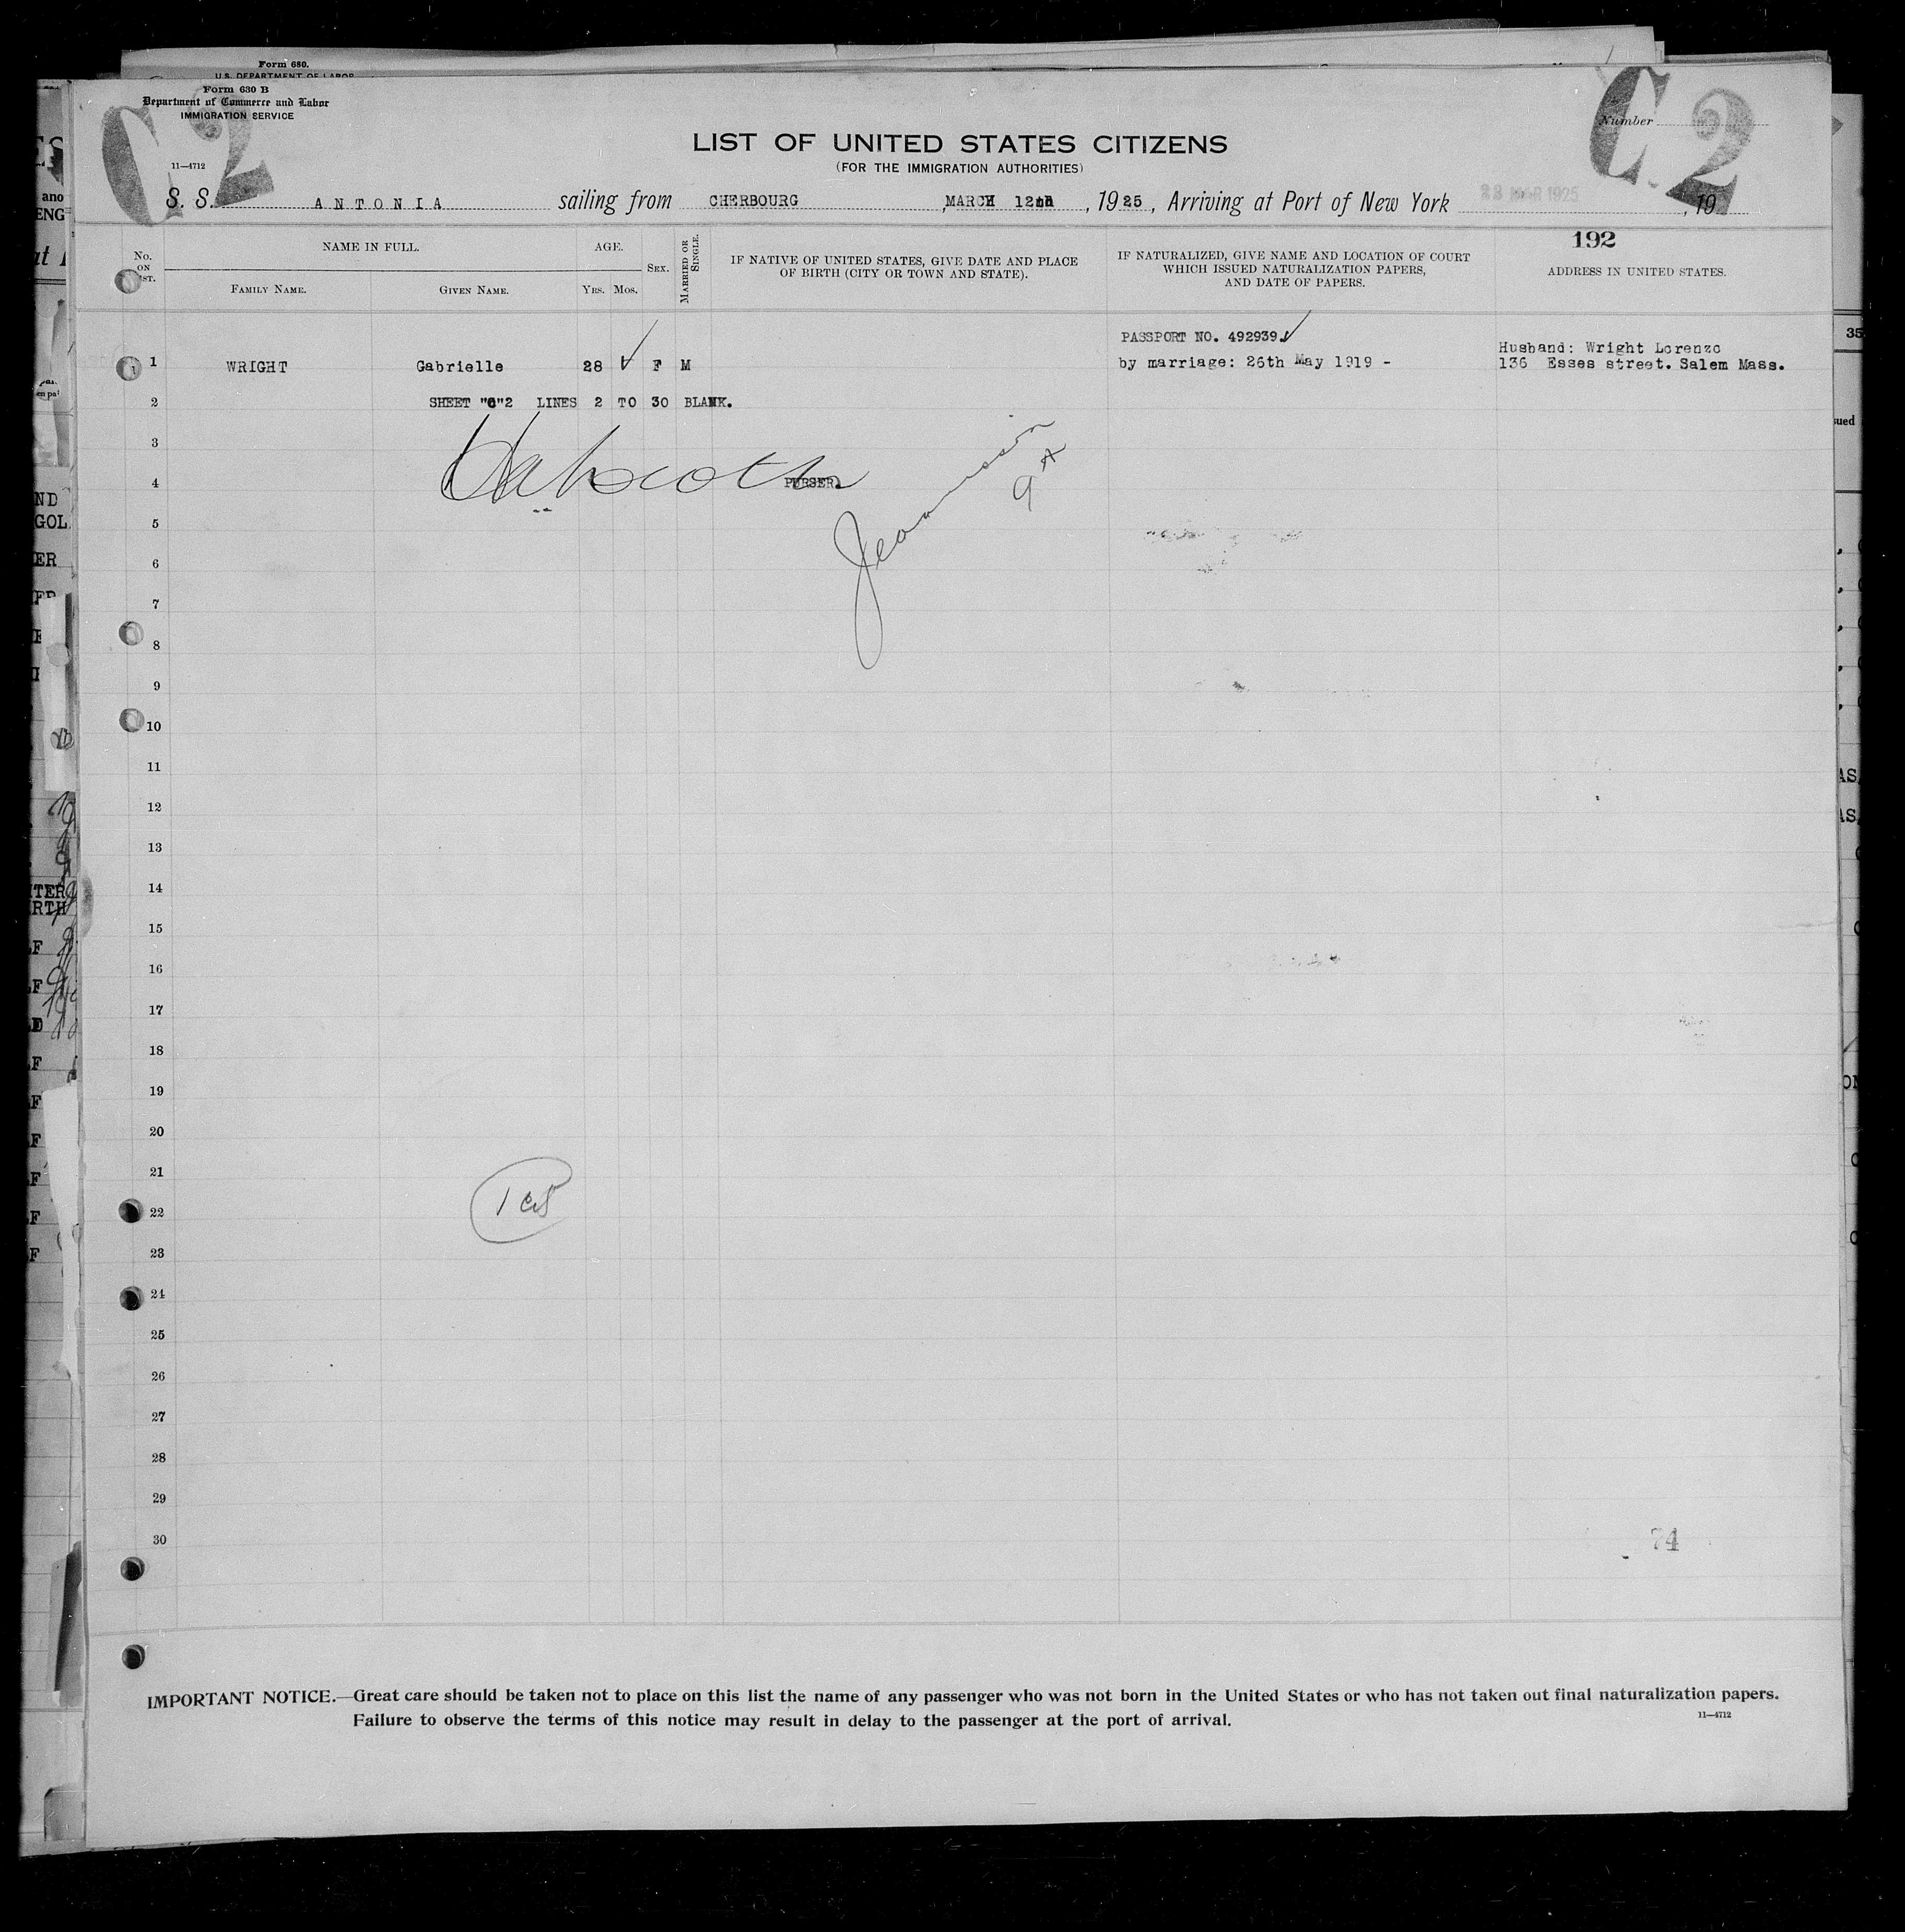 Form 680.
U.S. DEPARTMENT OF LABOR
Form 630 B
Department of Commerce and Labor
IMMIGRATION SERVICE
11—4712
C 2
C 2
Number
LIST OF UNITED STATES CITIZENS
(FOR THE IMMIGRATION AUTHORITIES)
S. S. ANTONIA sailing from CHERBOURG, MARCH 12th, 1925, Arriving at Port of New York 23 MAR 1925, 19
192
No. ON LIST.
NAME IN FULL.
FAMILY NAME.
GIVEN NAME.
AGE.
YRS. MOS.
SEX.
MARRIED OR SINGLE.
IF NATIVE OF UNITED STATES, GIVE DATE AND PLACE
OF BIRTH (CITY OR TOWN AND STATE).
IF NATURALIZED, GIVE NAME AND LOCATION OF COURT
WHICH ISSUED NATURALIZATION PAPERS,
AND DATE OF PAPERS.
ADDRESS IN UNITED STATES.
PASSPORT NO. 492939.
Husband: Wright Lorenzo
1 WRIGHT Gabrielle 28 F M by marriage: 26th May 1919 - 136 Esses street. Salem Mass.
2 SHEET "C"2 LINES 2 TO 30 BLANK.
3
4 PURSER.
5
6
7
8
9
10
11
12
13
14
15
16
17
18
19
20
21
22
23
24
25
26
27
28
29
30
74
IMPORTANT NOTICE.—Great care should be taken not to place on this list the name of any passenger who was not born in the United States or who has not taken out final naturalization papers.
Failure to observe the terms of this notice may result in delay to the passenger at the port of arrival.
11—4712